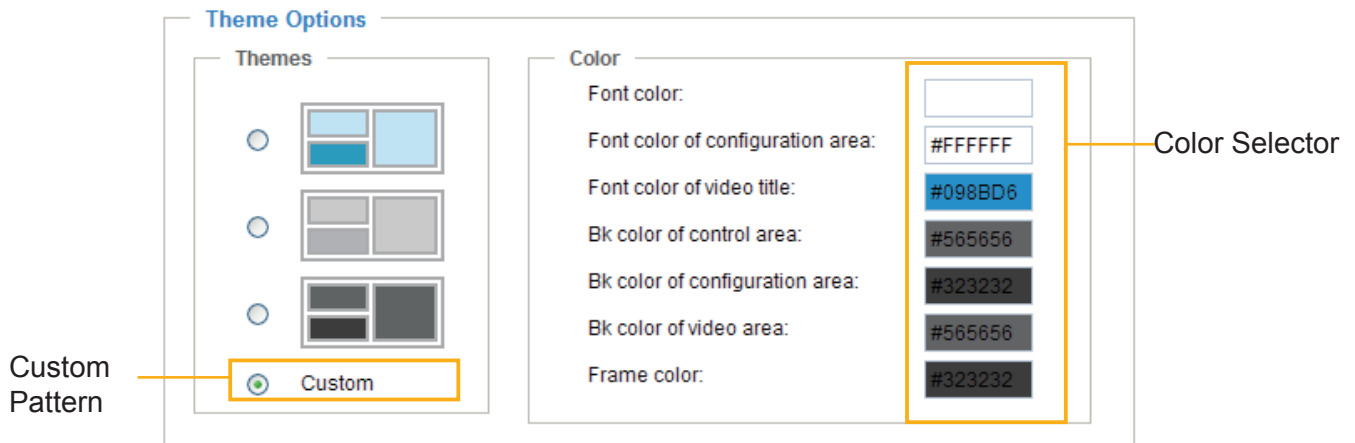 Theme Options
Themes
Custom
Color
Font color:
Font color of configuration area: #FFFFFF
Font color of video title: #098BD6
Bk color of control area: #565656
Bk color of configuration area: #323232
Bk color of video area: #565656
Frame color: #323232
Color Selector
Custom
Pattern